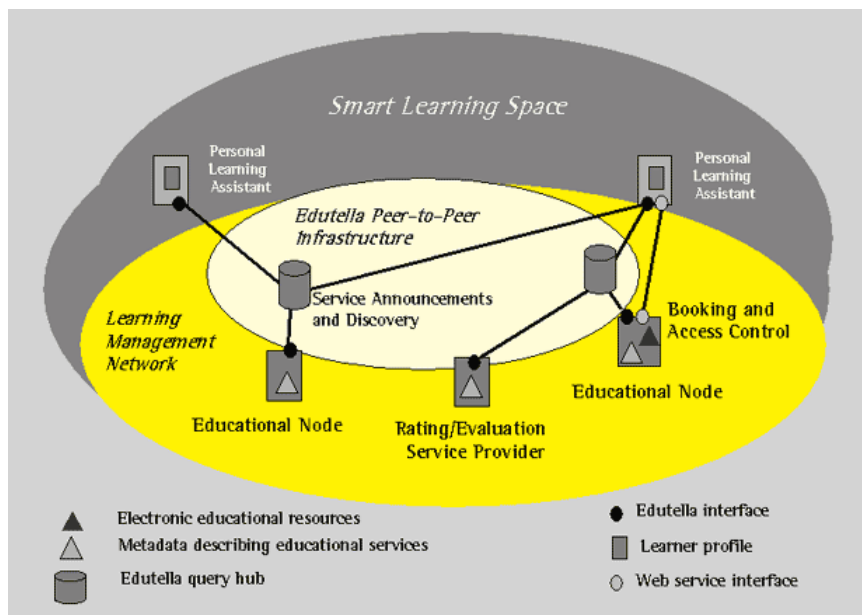 Smart Learning Space
Personal
Learning
Assistant
Personal
Learning
Assistant
Edutella Peer-to-Peer
Infrastructure
Service Announcements
and Discovery
Booking and
Access Control
Learning
Management
Network
Educational Node
Rating/Evaluation
Service Provider
Educational Node
Electronic educational resources
Metadata describing educational services
Edutella query hub
Edutella interface
Learner profile
Web service interface